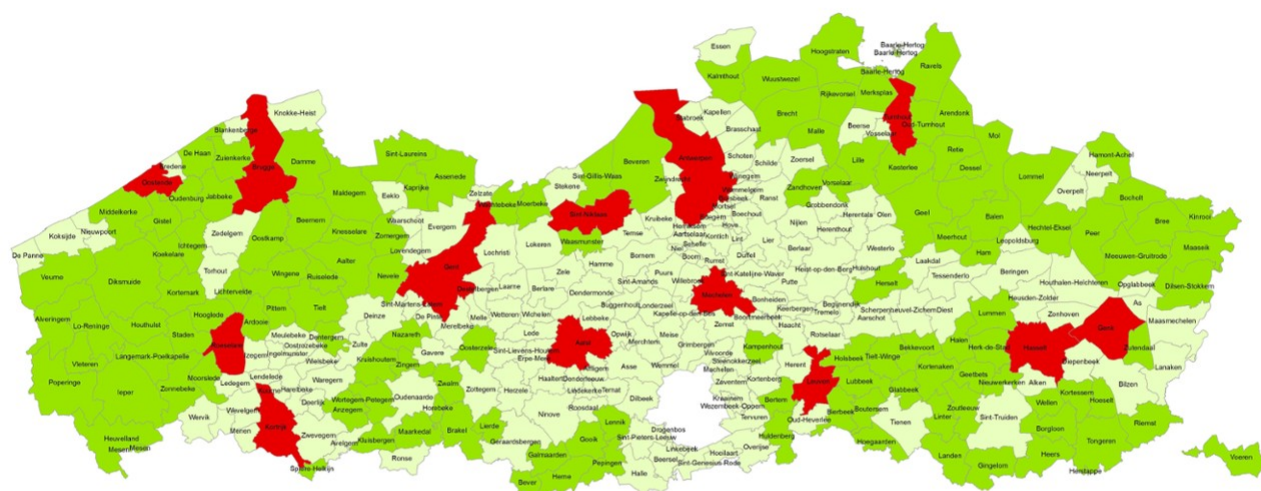 Essen
Hoogstraten
Baarle-Hertog
Baarle-Hertog
Baarle-Hertog
Ravels
Kalmthout
Wuustwezel
Rijkevorsel
Merksplas
Knokke-Heist
Kapellen
Stabroek
Brecht
Turnhout
Arendonk
Oud-Turnhout
Blankenberge
Brasschaat
Malle
Beerse
Vosselaar
Mol
De Haan
Zuienkerke
Damme
Sint-Laureins
Beveren
Antwerpen
Schoten
Schilde
Zoersel
Lille
Retie
Kasterlee
Dessel
Lommel
Hamont-Achel
Neerpelt
Overpelt
Bredene
Oostende
Brugge
Assenede
Kaprijke
Sint-Gillis-Waas
Stekene
Zwijndrecht
Wijnegem
Wommelgem
Ranst
Zandhoven
Vorselaar
Grobbendonk
Oudenburg
Jabbeke
Maldegem
Eeklo
Zelzate
Wachtebeke
Moerbeke
Mortsel
Boechout
Bocholt
Middelkerke
Gistel
Beernem
Sint-Niklaas
Kruibeke
Edegem
Hove
Nijlen
Herentals
Olen
Geel
Balen
Bree
Kinrooi
Nieuwpoort
Zedelgem
Oostkamp
Knesselare
Waarschoot
Evergem
Zomergem
Temse
Hemiksem
Aartselaar
Kontich
Lint
Lier
Herenthout
Meerhout
Ham
Hechtel-Eksel
Peer
Koksijde
Ichtegem
Koekelare
Aalter
Lovendegem
Lochristi
Lokeren
Waasmunster
Schelle
Niel
Boom
Rumst
Duffel
Berlaar
Westerlo
Leopoldsburg
Maaseik
De Panne
Veurne
Diksmuide
Torhout
Wingene
Ruiselede
Nevele
Gent
Hamme
Bornem
Puurs
Willebroek
Sint-Katelijne-Waver
Heist-op-den-Berg
Hulshout
Laakdal
Tessenderlo
Beringen
Meeuwen-Gruitrode
Dilsen-Stokkem
Kortemark
Lichtervelde
Destelbergen
Laarne
Zele
Berlare
Sint-Amands
Mechelen
Putte
Herselt
Houthalen-Helchteren
Opglabbeek
As
Alveringem
Lo-Reninge
Houthulst
Hooglede
Pittem
Tielt
Sint-Martens-Latem
De Pinte
Deinze
Merelbeke
Melle
Wetteren
Wichelen
Dendermonde
Buggenhout
Londerzeel
Kapelle-op-den-Bos
Bonheiden
Keerbergen
Tremelo
Begijnendijk
Scherpenheuvel-Zichem
Aarschot
Diest
Heusden-Zolder
Zonhoven
Maasmechelen
Staden
Ardooie
Meulebeke
Dentergem
Oostrozebeke
Zulte
Nazareth
Oosterzele
Lede
Lebbeke
Opwijk
Merchtem
Meise
Zemst
Boortmeerbeek
Haacht
Rotselaar
Lummen
Halen
Genk
Zutendaal
Vleteren
Langemark-Poelkapelle
Roeselare
Izegem
Ingelmunster
Wielsbeke
Kruishoutem
Gavere
Zingem
Sint-Lievens-Houtem
Erpe-Mere
Aalst
Grimbergen
Vilvoorde
Steenokkerzeel
Kampenhout
Herent
Holsbeek
Tielt-Winge
Bekkevoort
Herk-de-Stad
Hasselt
Diepenbeek
Poperinge
Ieper
Zonnebeke
Moorslede
Ledegem
Lendelede
Harelbeke
Waregem
Zwalm
Zottegem
Herzele
Haaltert
Denderleeuw
Liedekerke
Ternat
Asse
Wemmel
Machelen
Zaventem
Kortenberg
Leuven
Lubbeek
Kortenaken
Geetbets
Nieuwerkerken
Alken
Bilzen
Lanaken
Wervik
Wevelgem
Menen
Kuurne
Kortrijk
Deerlijk
Anzegem
Wortegem-Petegem
Oudenaarde
Horebeke
Ninove
Roosdaal
Dilbeek
Kraainem
Wezembeek-Oppem
Bertem
Bierbeek
Boutersem
Glabbeek
Linter
Zoutleeuw
Sint-Truiden
Kortessem
Wellen
Hoeselt
Riemst
Heuvelland
Mesen
Mesen
Zwevegem
Avelgem
Kluisbergen
Maarkedal
Brakel
Lierde
Geraardsbergen
Lennik
Gooik
Sint-Pieters-Leeuw
Drogenbos
Linkebeek
Tervuren
Overijse
Huldenberg
Oud-Heverlee
Tienen
Hoegaarden
Borgloon
Tongeren
Spiere-Helkijn
Ronse
Galmaarden
Herne
Bever
Pepingen
Halle
Beersel
Sint-Genesius-Rode
Hoeilaart
Landen
Gingelom
Heers
Herstappe
Voeren